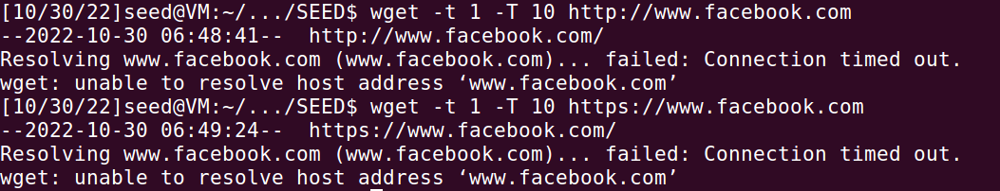 [10/30/22]seed@VM:~/.../SEED$ wget -t 1 -T 10 http://www.facebook.com
--2022-10-30 06:48:41--  http://www.facebook.com/
Resolving www.facebook.com (www.facebook.com)... failed: Connection timed out.
wget: unable to resolve host address ‘www.facebook.com’
[10/30/22]seed@VM:~/.../SEED$ wget -t 1 -T 10 https://www.facebook.com
--2022-10-30 06:49:24--  https://www.facebook.com/
Resolving www.facebook.com (www.facebook.com)... failed: Connection timed out.
wget: unable to resolve host address ‘www.facebook.com’